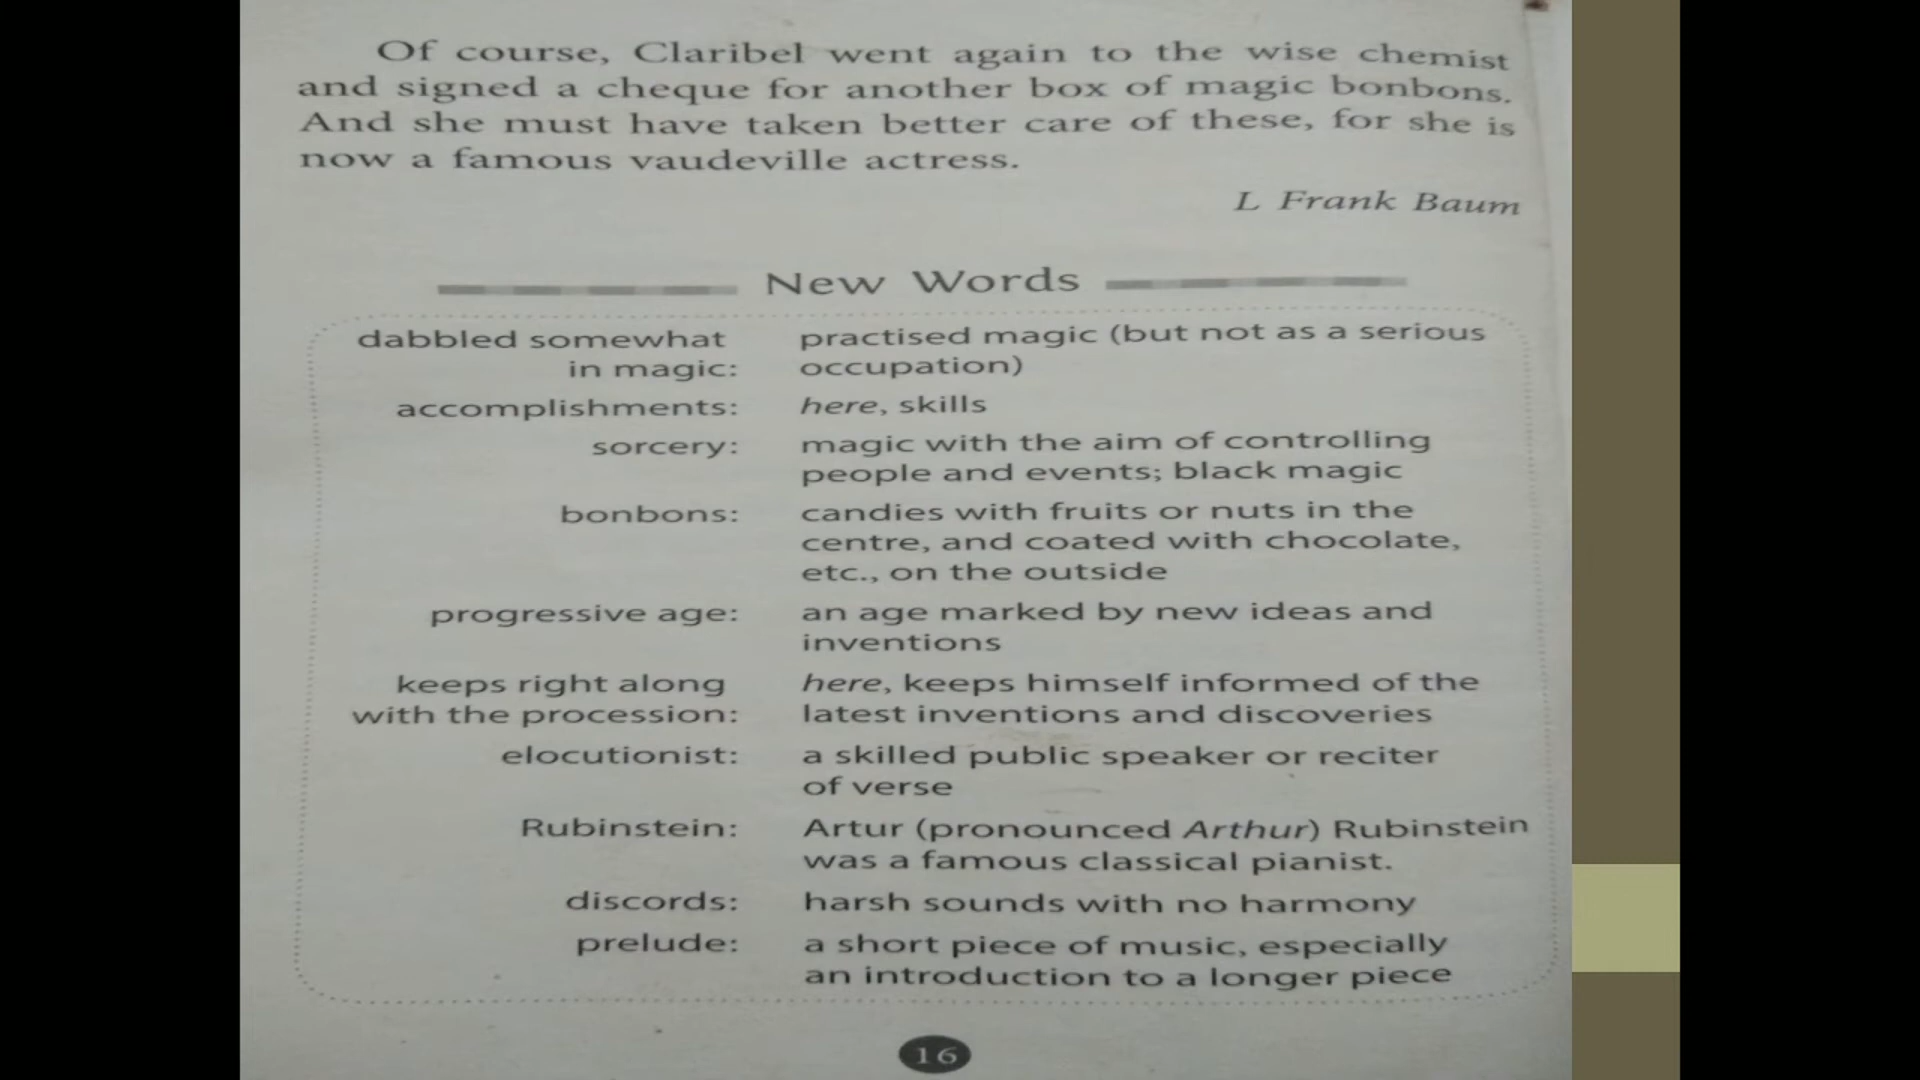 Of course, Claribel went again to the wise chemist
and signed a cheque for another box of magic bonbons.
And she must have taken better care of these, for she is
now a famous vaudeville actress.
L Frank Baum
New Words
dabbled somewhat practised magic (but not as a serious
in magic: occupation)
accomplishments: here, skills
sorcery: magic with the aim of controlling
people and events; black magic
bonbons: candies with fruits or nuts in the
centre, and coated with chocolate,
etc., on the outside
progressive age: an age marked by new ideas and
inventions
keeps right along here, keeps himself informed of the
with the procession: latest inventions and discoveries
elocutionist: a skilled public speaker or reciter
of verse
Rubinstein: Artur (pronounced Arthur) Rubinstein
was a famous classical pianist.
discords: harsh sounds with no harmony
prelude: a short piece of music, especially
an introduction to a longer piece
16